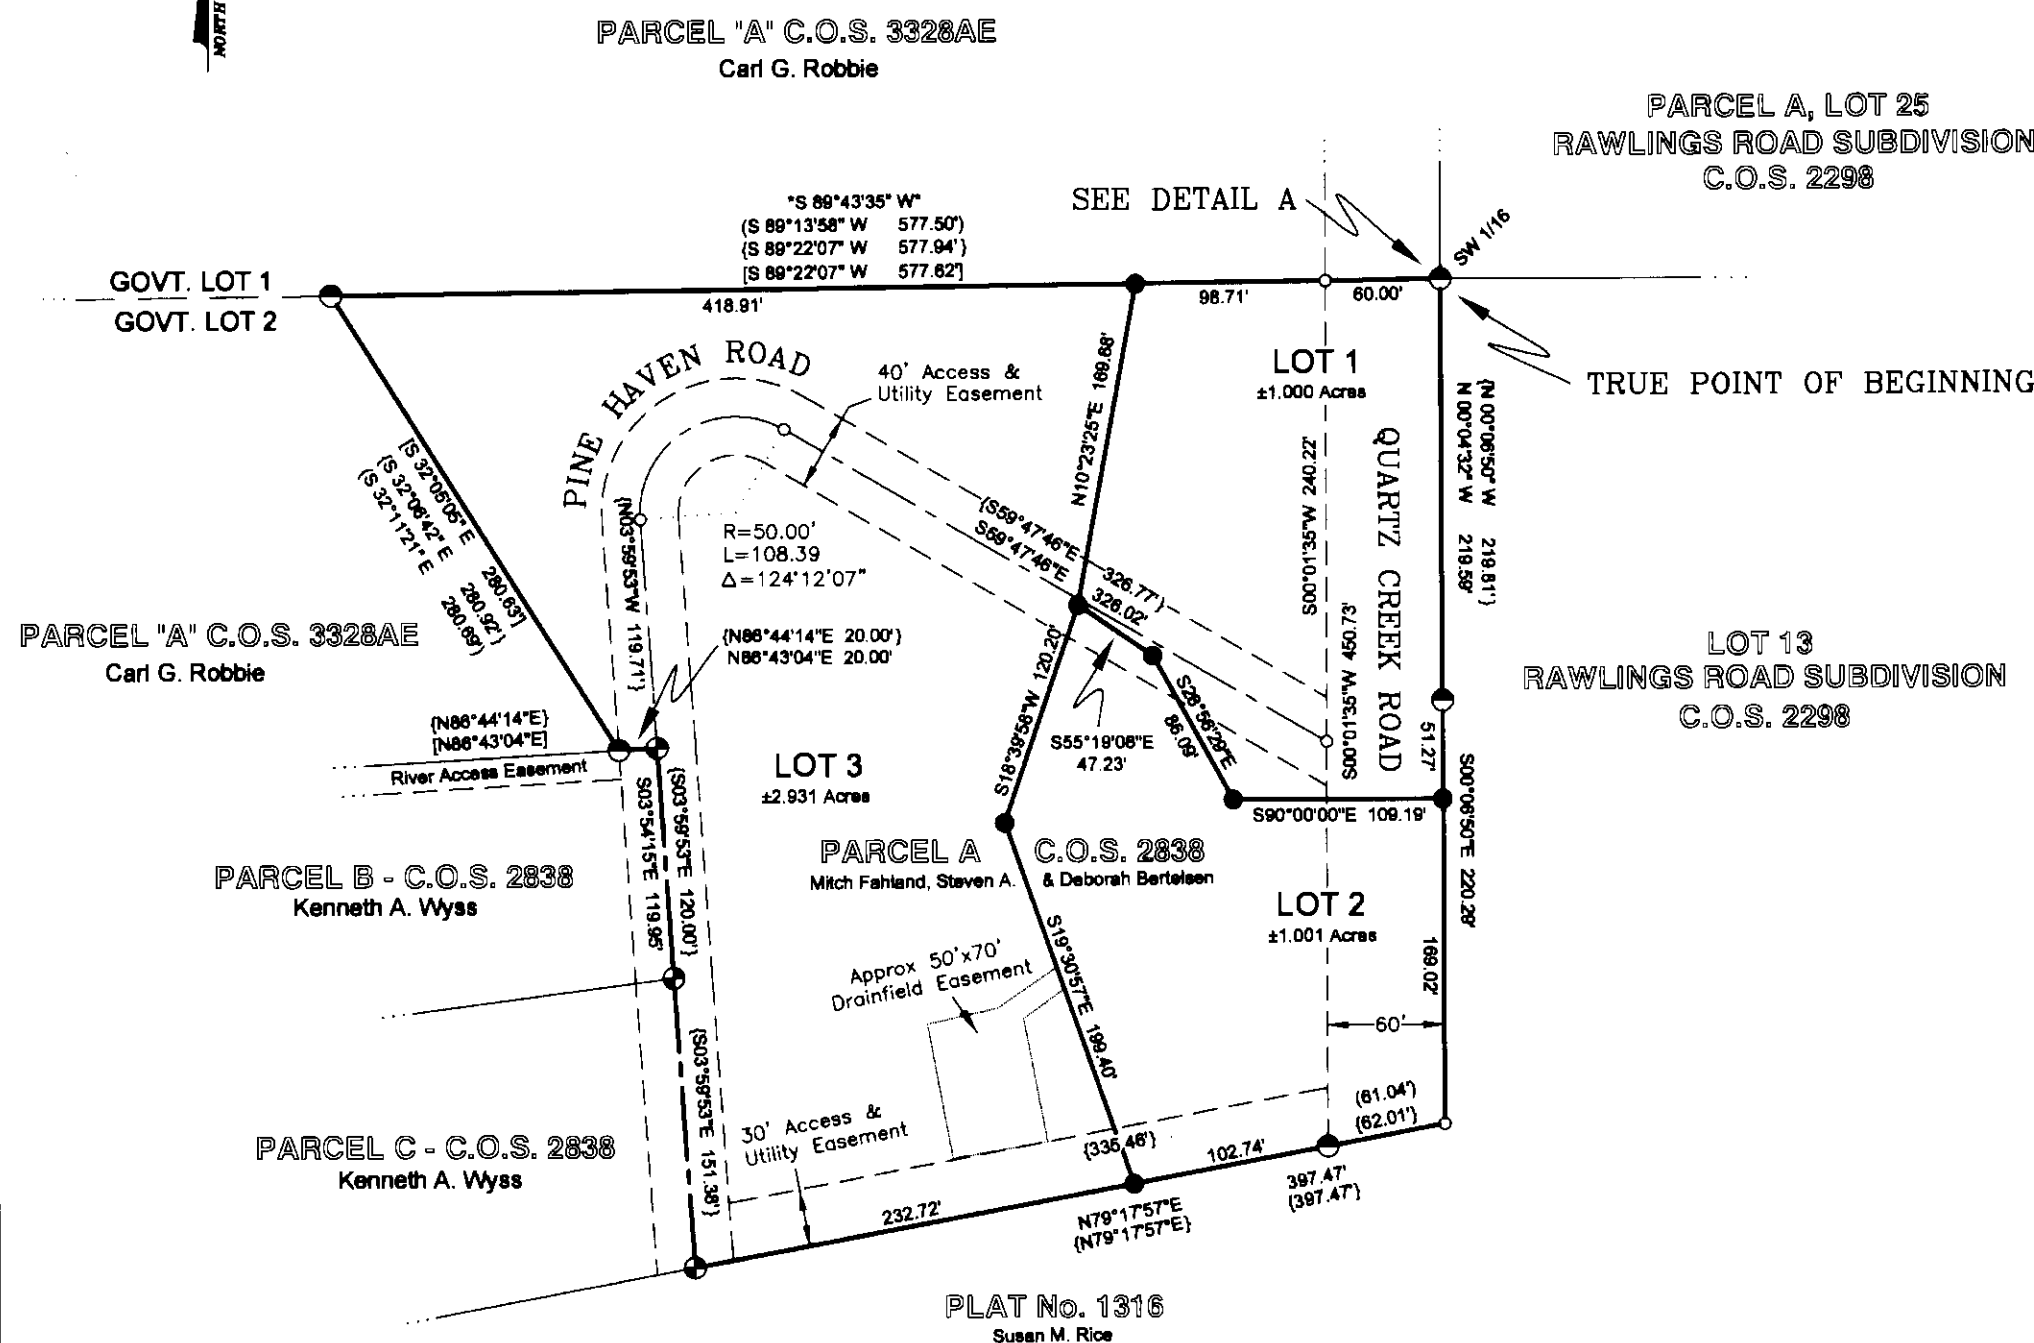 NORTH
PARCEL "A" C.O.S. 3328AE
Carl G. Robbie
PARCEL A, LOT 25
RAWLINGS ROAD SUBDIVISION
C.O.S. 2298
"S 89°43'35" W"
(S 89°13'58" W 577.50')
{S 89°22'07" W 577.94'}
[S 89°22'07" W 577.62']
SEE DETAIL A
SW 1/16
GOVT. LOT 1
GOVT. LOT 2
418.91'
98.71'
60.00'
TRUE POINT OF BEGINNING
LOT 1
±1.000 Acres
PINE HAVEN ROAD
40' Access &
Utility Easement
N10°23'25"E 169.68'
S00°01'35"W 240.22'
QUARTZ CREEK ROAD
{N 00°06'50" W 219.81'}
N 00°04'32" W 219.59'
[S 32°05'05" E 280.63']
{S 32°06'42" E 280.92'}
(S 32°11'21" E 280.69')
{N03°59'53"W 119.71'}
R=50.00'
L=108.39
Δ=124°12'07"
{S59°47'46"E 326.77'}
S59°47'46"E 326.02'
{N86°44'14"E 20.00'}
N86°43'04"E 20.00'
PARCEL "A" C.O.S. 3328AE
Carl G. Robbie
{N86°44'14"E}
[N86°43'04"E]
River Access Easement
S18°39'58"W 120.20'
S55°19'08"E
47.23'
S28°56'29"E
86.09'
S00°01'35"W 450.73'
51.27'
LOT 13
RAWLINGS ROAD SUBDIVISION
C.O.S. 2298
LOT 3
±2.931 Acres
S90°00'00"E 109.19'
S00°06'50"E 220.28'
S03°54'15"E 119.95'
{S03°59'53"E 120.00'}
PARCEL A C.O.S. 2838
Mitch Fahland, Steven A. & Deborah Bertelsen
PARCEL B - C.O.S. 2838
Kenneth A. Wyss
LOT 2
±1.001 Acres
169.02'
Approx 50'x70'
Drainfield Easement
S19°30'57"E 199.40'
60'
{S03°59'53"E 151.38'}
30' Access &
Utility Easement
PARCEL C - C.O.S. 2838
Kenneth A. Wyss
(61.04')
(62.01')
{335.46'}
102.74'
397.47'
{397.47'}
232.72'
N79°17'57"E
{N79°17'57"E}
PLAT No. 1316
Susan M. Rice